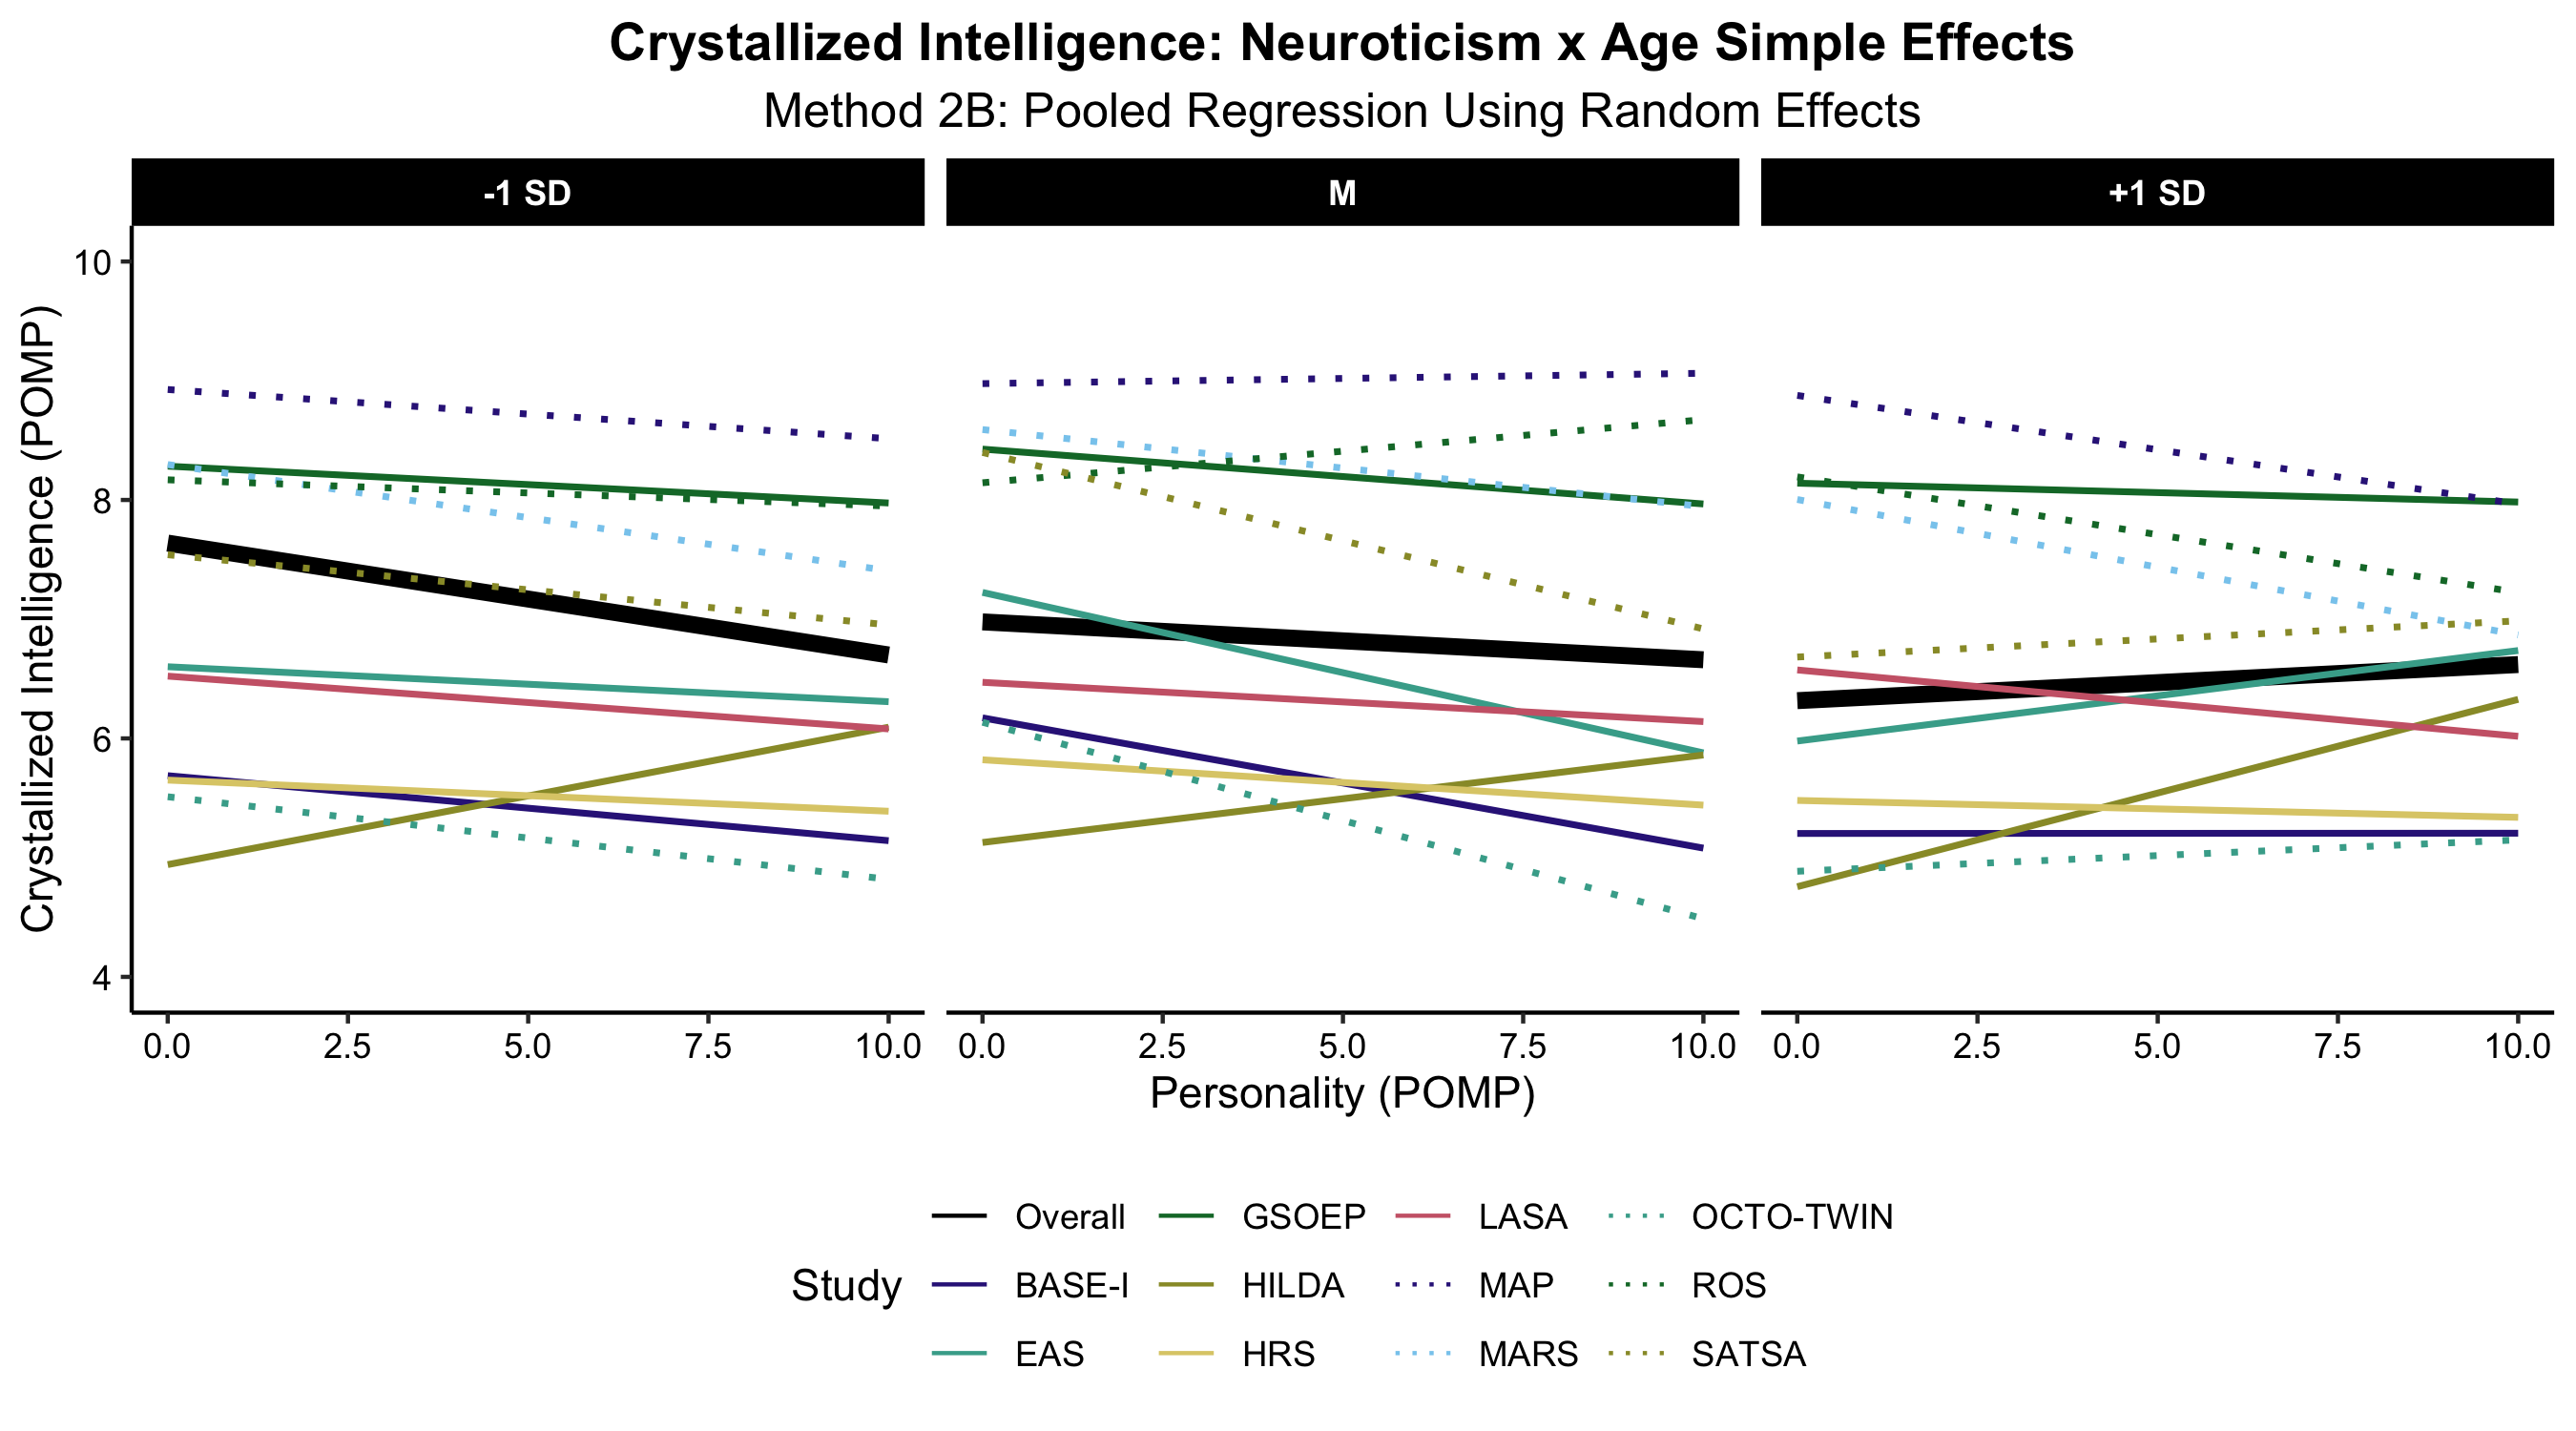 Crystallized Intelligence: Neuroticism x Age Simple Effects
Method 2B: Pooled Regression Using Random Effects
-1 SD
M
+1 SD
Crystallized Intelligence (POMP)
10
8
6
4
0.0 2.5 5.0 7.5 10.0
0.0 2.5 5.0 7.5 10.0
0.0 2.5 5.0 7.5 10.0
Personality (POMP)
Study
Overall GSOEP LASA OCTO-TWIN
BASE-I HILDA MAP ROS
EAS HRS MARS SATSA